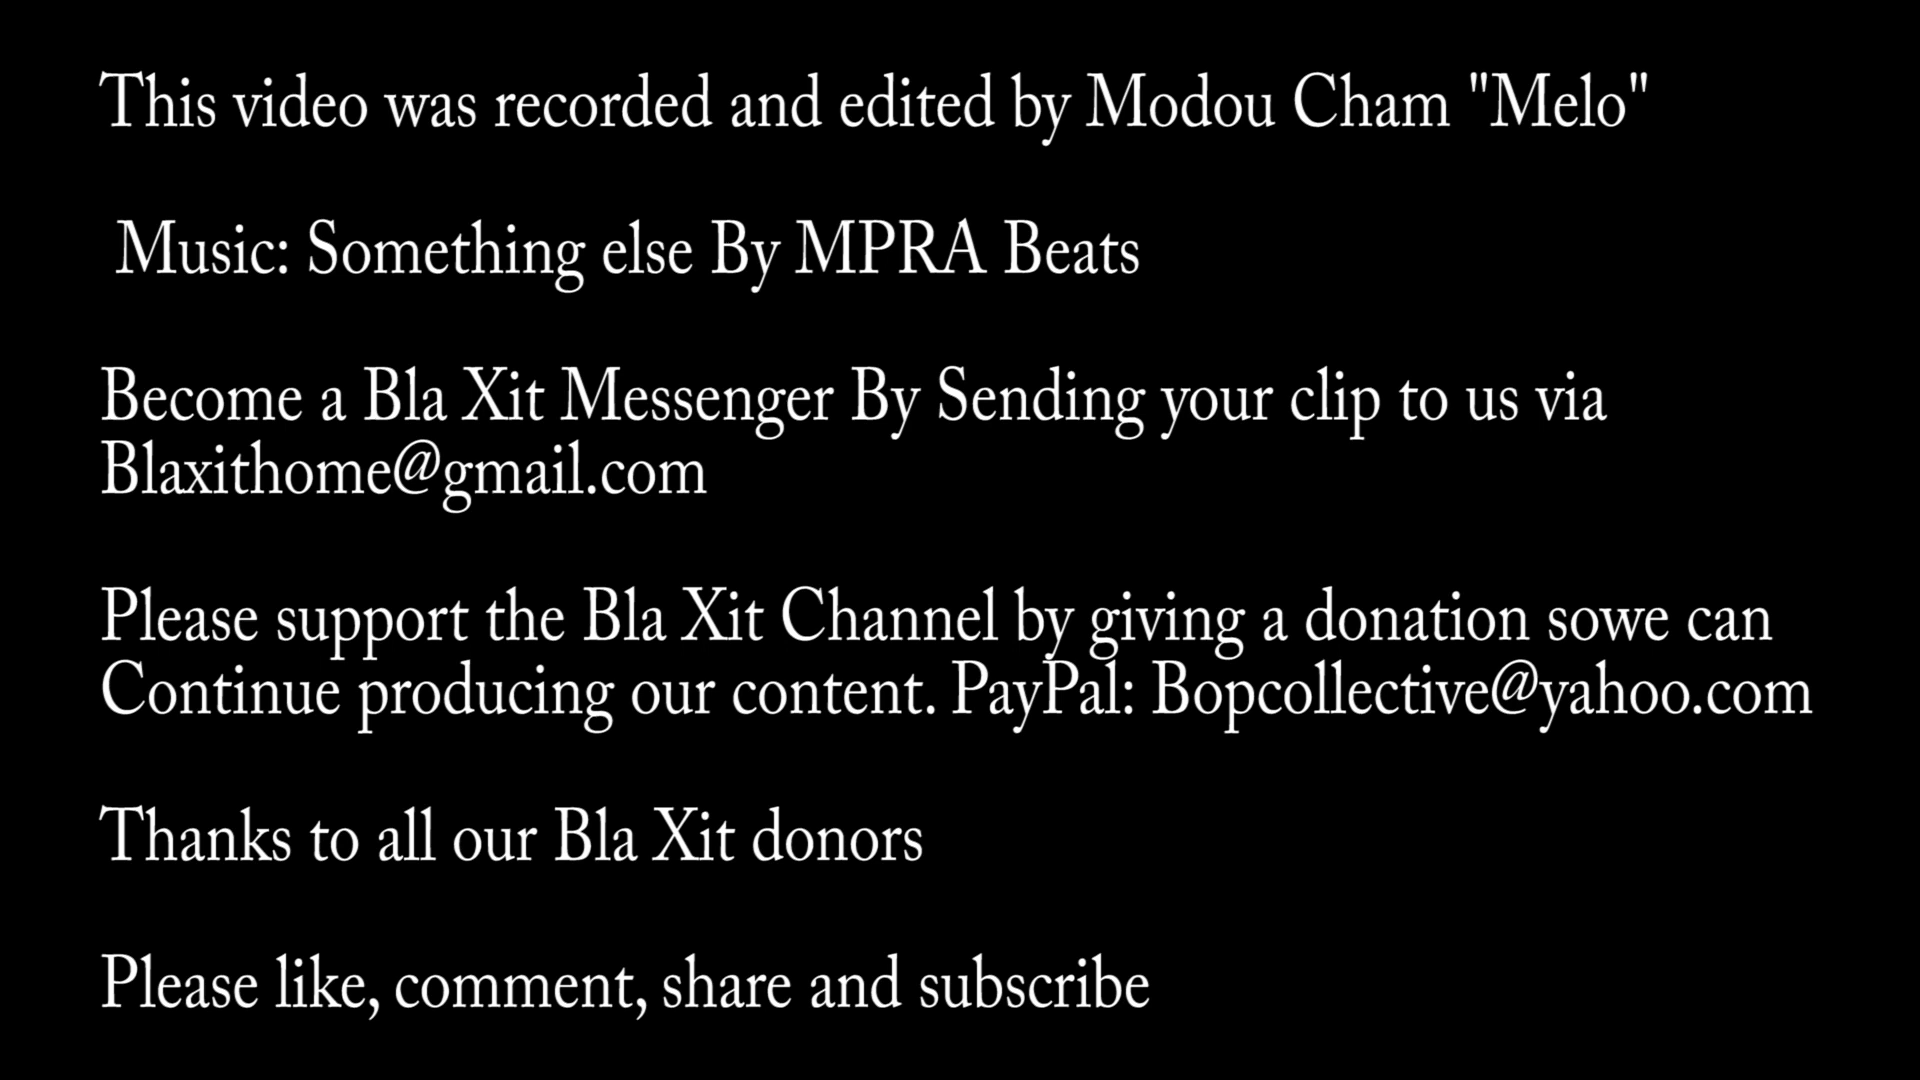 This video was recorded and edited by Modou Cham "Melo"
Music: Something else By MPRA Beats
Become a Bla Xit Messenger By Sending your clip to us via
Blaxithome@gmail.com
Please support the Bla Xit Channel by giving a donation sowe can
Continue producing our content. PayPal: Bopcollective@yahoo.com
Thanks to all our Bla Xit donors
Please like, comment, share and subscribe